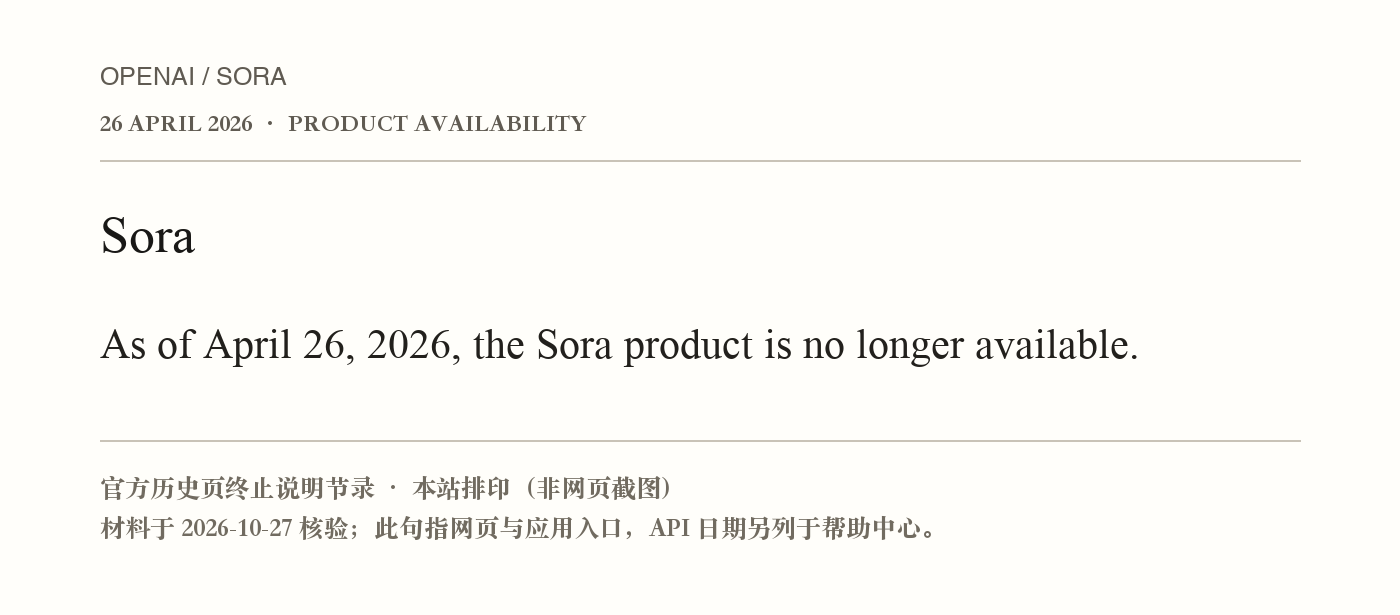 OPENAI / SORA
26 APRIL 2026 · PRODUCT AVAILABILITY
Sora
As of April 26, 2026, the Sora product is no longer available.
官方历史页终止说明节录 · 本站排印（非网页截图）
材料于 2026-10-27 核验；此句指网页与应用入口，API 日期另列于帮助中心。